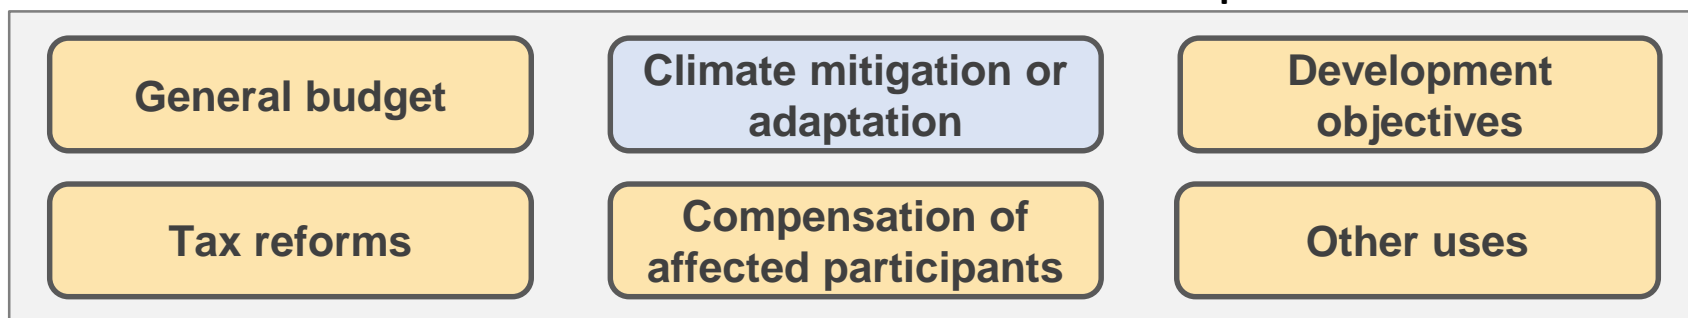 General budget
Climate mitigation or
adaptation
Development
objectives
Tax reforms
Compensation of
affected participants
Other uses